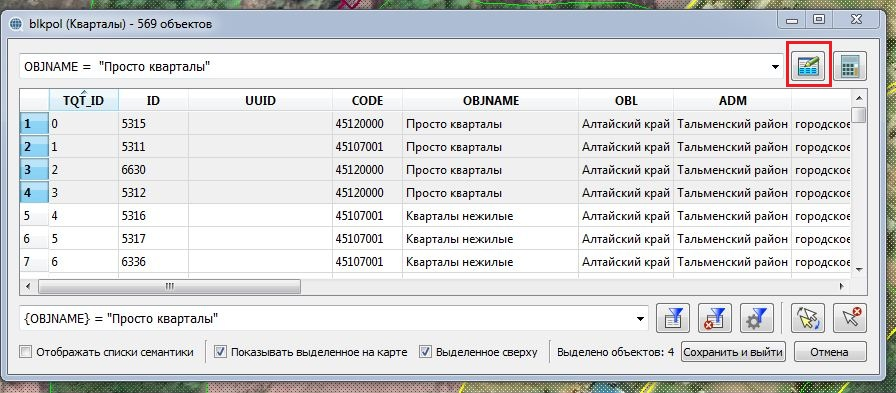 blkpol (Кварталы) - 569 объектов
OBJNAME = "Просто кварталы"
TQT_ID ID UUID CODE OBJNAME OBL ADM
1 0 5315 45120000 Просто кварталы Алтайский край Тальменский район городское
2 1 5311 45107001 Просто кварталы Алтайский край Тальменский район городское
3 2 6630 45120000 Просто кварталы Алтайский край Тальменский район городское
4 3 5312 45120000 Просто кварталы Алтайский край Тальменский район городское
5 4 5316 45107001 Кварталы нежилые Алтайский край Тальменский район городское
6 5 5317 45107001 Кварталы нежилые Алтайский край Тальменский район городское
7 6 6336 45107001 Кварталы нежилые Алтайский край Тальменский район городское
{OBJNAME} = "Просто кварталы"
Отображать списки семантики Показывать выделенное на карте Выделенное сверху Выделено объектов: 4 Сохранить и выйти Отмена